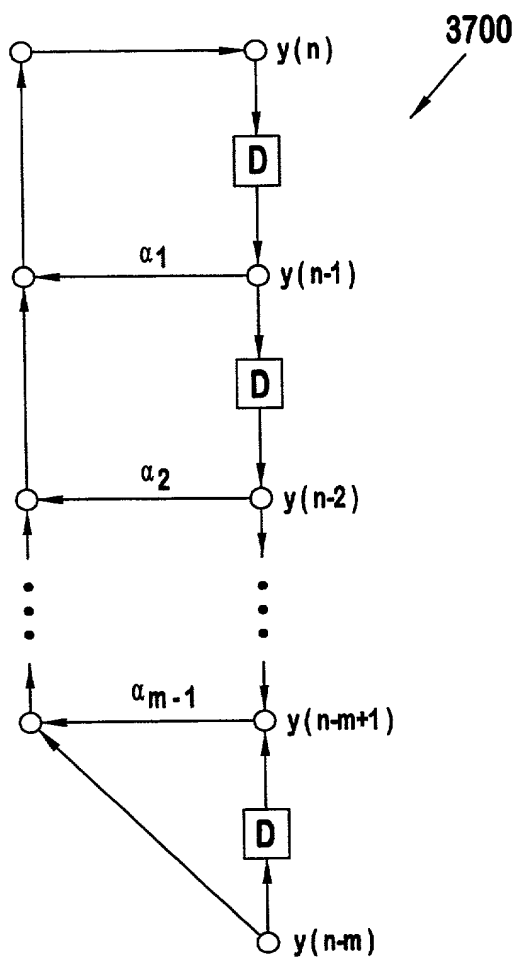 3700
y(n)
D
α1
y(n-1)
D
α2
y(n-2)
αm-1
y(n-m+1)
D
y(n-m)